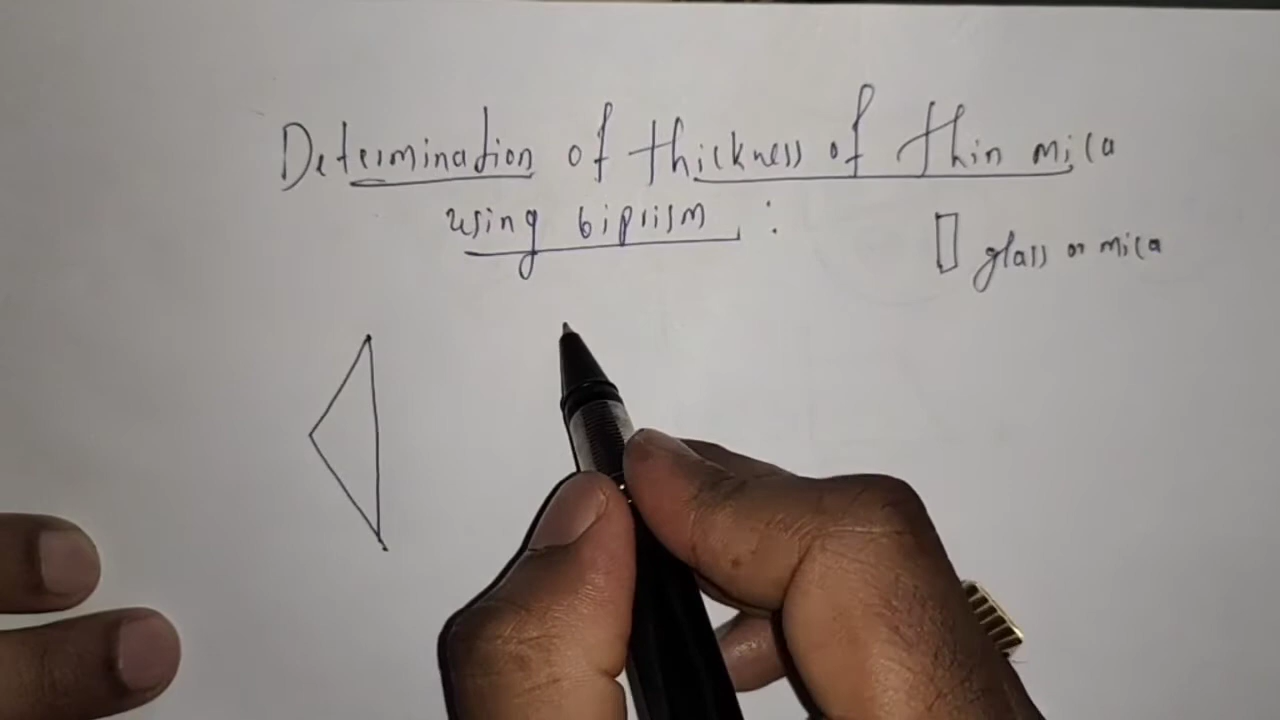 Determination of thickness of thin mica
using biprism :
glass or mica